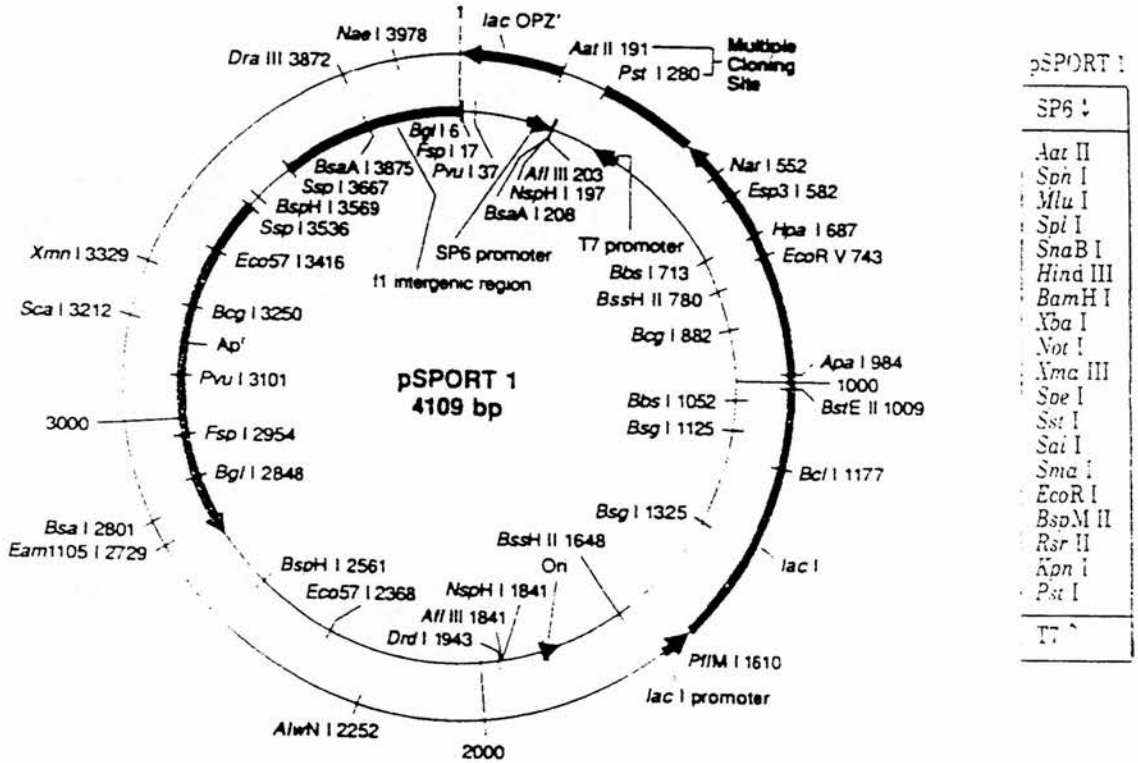 1
lac OPZ'
Nae I 3978
Aat II 191
Multiple
Cloning
Site
Dra III 3872
Pst I 280
Bgl I 6
Fsp I 17
Pvu I 37
BsaA I 3875
Ssp I 3667
BspH I 3569
Ssp I 3536
Afl III 203
NspH I 197
BsaA I 208
Nar I 552
Esp3 I 582
Hpa I 687
EcoR V 743
SP6 promoter
T7 promoter
f1 intergenic region
Xmn I 3329
Eco57 I 3416
Bbs I 713
BssH II 780
Sca I 3212
Bcg I 3250
Bcg I 882
Apʳ
Pvu I 3101
pSPORT 1
4109 bp
Apa I 984
1000
BstE II 1009
Bbs I 1052
3000
Fsp I 2954
Bsg I 1125
Bgl I 2848
Bcl I 1177
Bsa I 2801
Eam1105 I 2729
Bsg I 1325
BssH II 1648
lac I
BspH I 2561
Ori
Eco57 I 2368
NspH I 1841
Afl III 1841
Drd I 1943
PflM I 1610
lac I promoter
AlwN I 2252
2000
pSPORT 1
SP6 ↓
Aat II
Sph I
Mlu I
Spl I
SnaB I
Hind III
BamH I
Xba I
Not I
Xma III
Spe I
Sst I
Sal I
Sma I
EcoR I
BspM II
Rsr II
Kpn I
Pst I
T7 ^